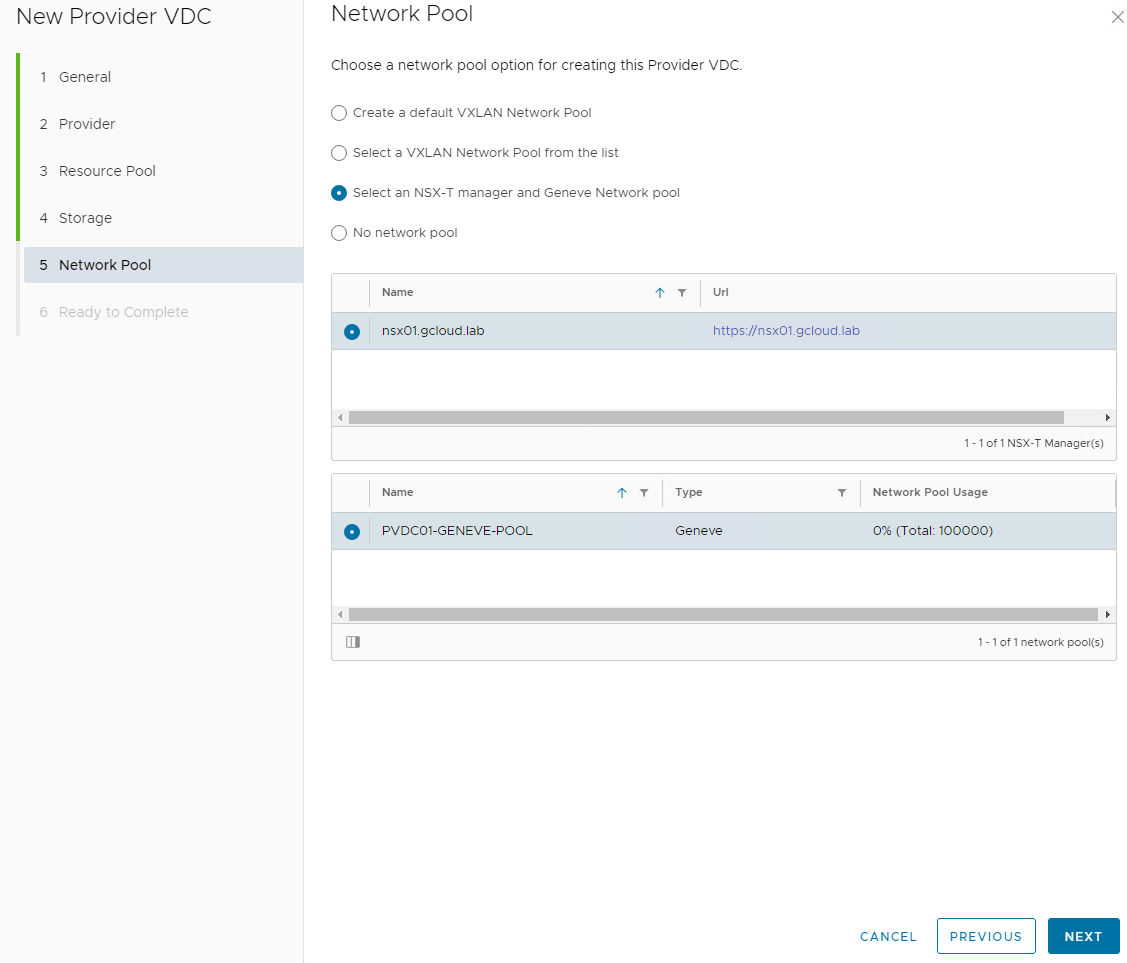 New Provider VDC
1 General
2 Provider
3 Resource Pool
4 Storage
5 Network Pool
6 Ready to Complete
Network Pool
Choose a network pool option for creating this Provider VDC.
Create a default VXLAN Network Pool
Select a VXLAN Network Pool from the list
Select an NSX-T manager and Geneve Network pool
No network pool
Name Url
nsx01.gcloud.lab https://nsx01.gcloud.lab
1 - 1 of 1 NSX-T Manager(s)
Name Type Network Pool Usage
PVDC01-GENEVE-POOL Geneve 0% (Total: 100000)
1 - 1 of 1 network pool(s)
CANCEL PREVIOUS NEXT